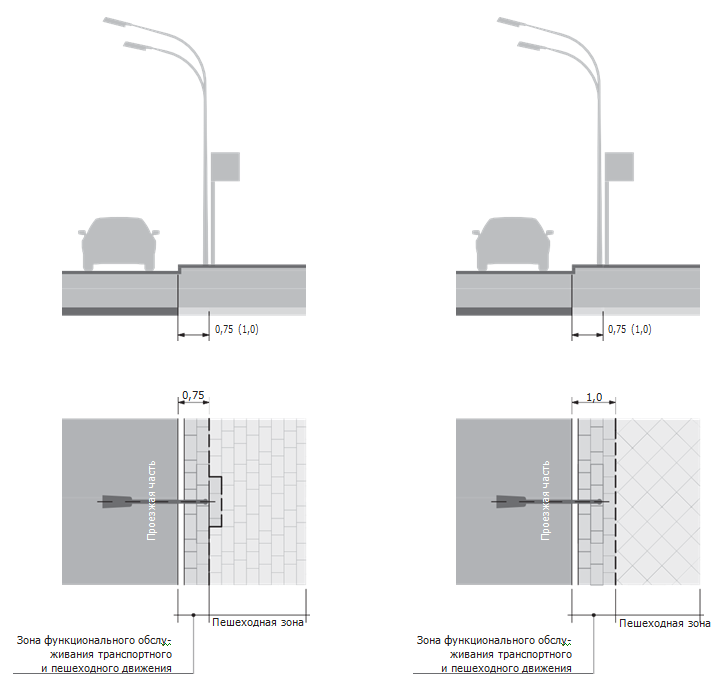 0,75 (1,0)
0,75 (1,0)
0,75
1,0
Проезжая часть
Проезжая часть
Пешеходная зона
Пешеходная зона
Зона функционального обслу-
живания транспортного
и пешеходного движения
Зона функционального обслу-
живания транспортного
и пешеходного движения